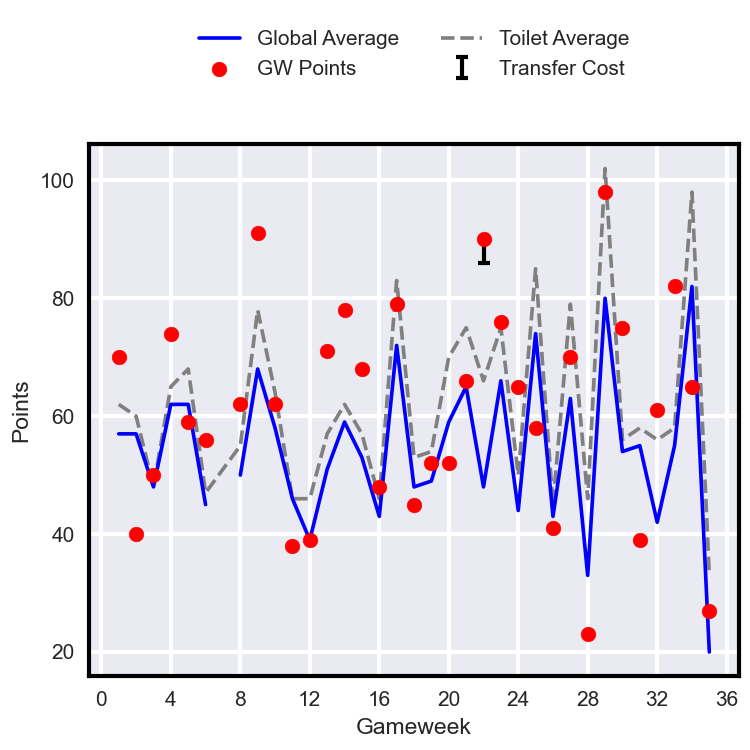 Global Average
Toilet Average
GW Points
Transfer Cost
Points
100
80
60
40
20
0 4 8 12 16 20 24 28 32 36
Gameweek